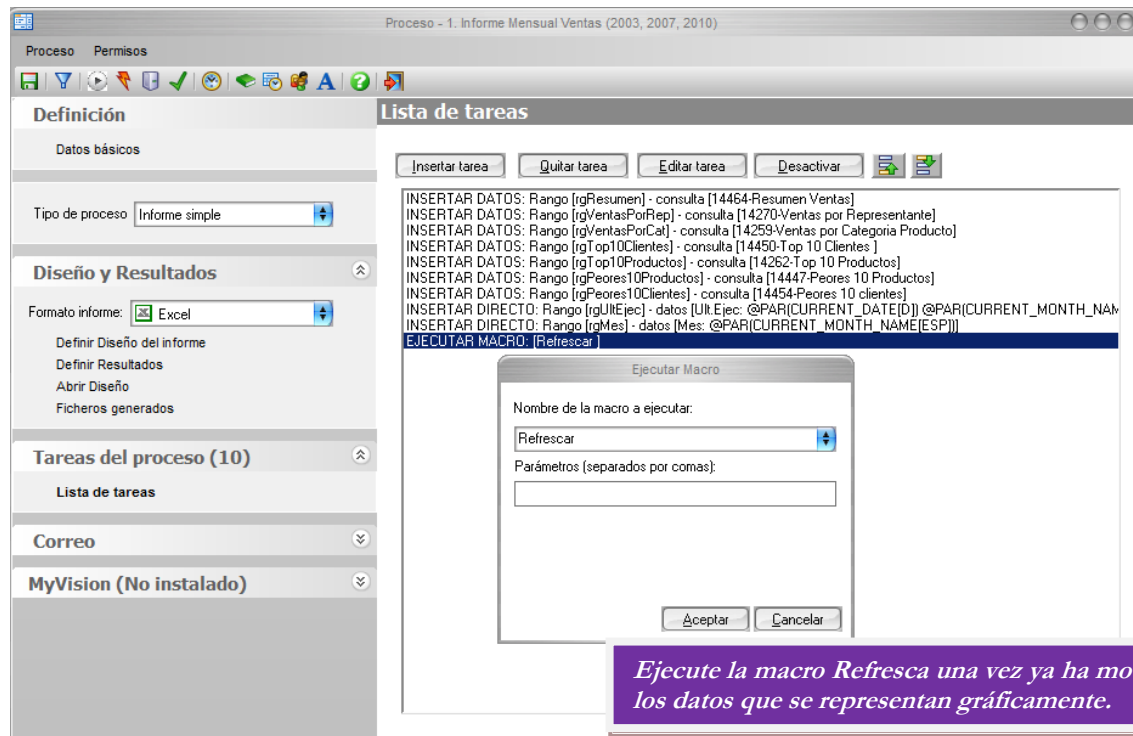 Proceso - 1. Informe Mensual Ventas (2003, 2007, 2010)
Proceso Permisos
Definición
Datos básicos
Tipo de proceso Informe simple
Diseño y Resultados
Formato informe: Excel
Definir Diseño del informe
Definir Resultados
Abrir Diseño
Ficheros generados
Tareas del proceso (10)
Lista de tareas
Correo
MyVision (No instalado)
Lista de tareas
Insertar tarea Quitar tarea Editar tarea Desactivar
INSERTAR DATOS: Rango [rgResumen] - consulta [14464-Resumen Ventas]
INSERTAR DATOS: Rango [rgVentasPorRep] - consulta [14270-Ventas por Representante]
INSERTAR DATOS: Rango [rgVentasPorCat] - consulta [14259-Ventas por Categoria Producto]
INSERTAR DATOS: Rango [rgTop10Clientes] - consulta [14450-Top 10 Clientes ]
INSERTAR DATOS: Rango [rgTop10Productos] - consulta [14262-Top 10 Productos]
INSERTAR DATOS: Rango [rgPeores10Productos] - consulta [14447-Peores 10 Productos]
INSERTAR DATOS: Rango [rgPeores10Clientes] - consulta [14454-Peores 10 clientes]
INSERTAR DIRECTO: Rango [rgUltEjec] - datos [Ult.Ejec: @PAR(CURRENT_DATE[D]) @PAR(CURRENT_MONTH_NAM
INSERTAR DIRECTO: Rango [rgMes] - datos [Mes: @PAR(CURRENT_MONTH_NAME[ESP])]
EJECUTAR MACRO: [Refrescar ]
Ejecutar Macro
Nombre de la macro a ejecutar:
Refrescar
Parámetros (separados por comas):
Aceptar Cancelar
Ejecute la macro Refresca una vez ya ha mo
los datos que se representan gráficamente.